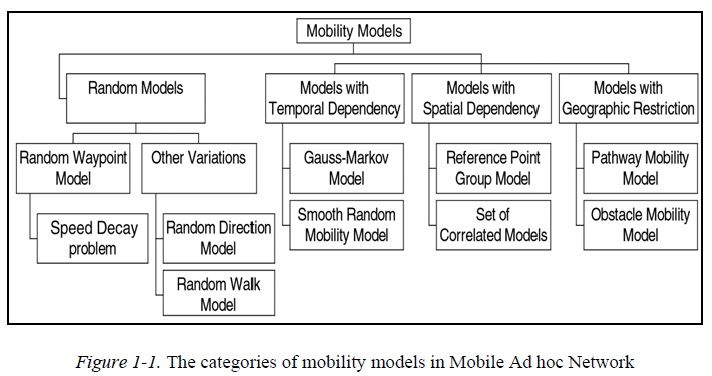 Mobility Models
Random Models
Models with
Temporal Dependency
Models with
Spatial Dependency
Models with
Geographic Restriction
Random Waypoint
Model
Other Variations
Gauss-Markov
Model
Reference Point
Group Model
Pathway Mobility
Model
Speed Decay
problem
Random Direction
Model
Smooth Random
Mobility Model
Set of
Correlated Models
Obstacle Mobility
Model
Random Walk
Model
Figure 1-1. The categories of mobility models in Mobile Ad hoc Network